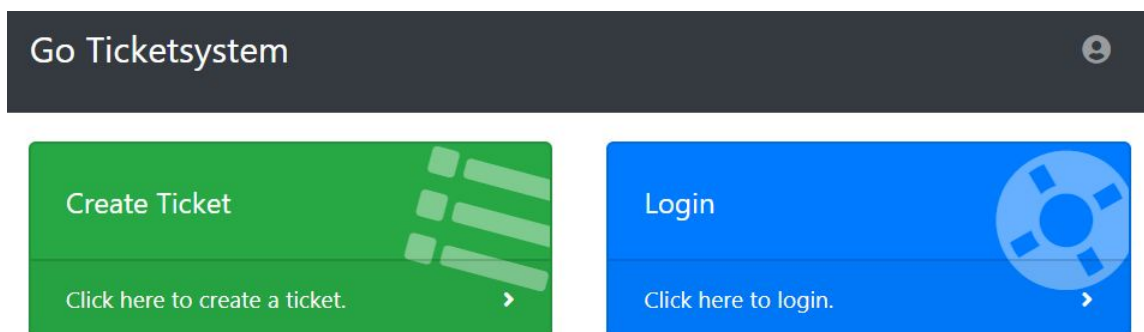 Go Ticketsystem
Create Ticket
Click here to create a ticket.
Login
Click here to login.